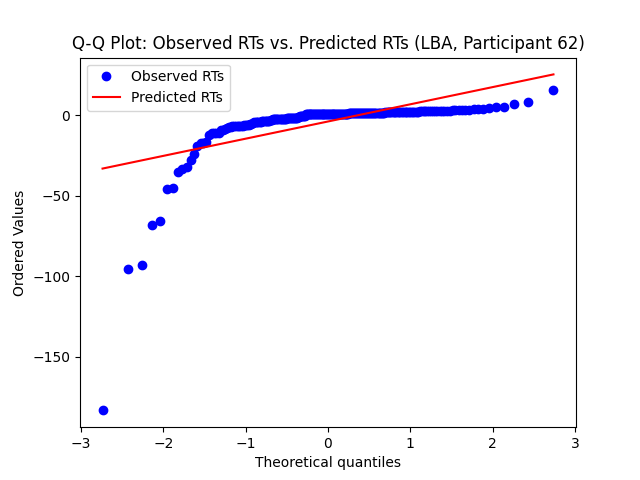 Q-Q Plot: Observed RTs vs. Predicted RTs (LBA, Participant 62)
Observed RTs
Predicted RTs
0
−50
−100
−150
Ordered Values
−3 −2 −1 0 1 2 3
Theoretical quantiles